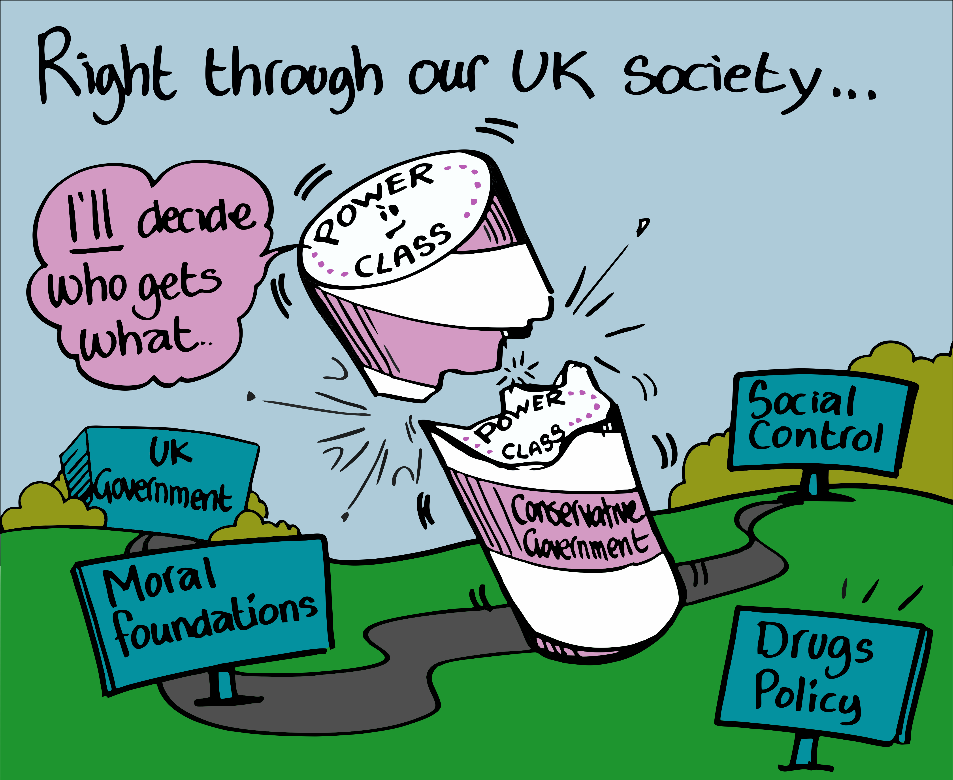 Right through our UK society...
I'll decide
who gets
what..
POWER
CLASS
POWER
CLASS
Conservative
Government
Social
Control
UK
Government
Moral
foundations
Drugs
Policy